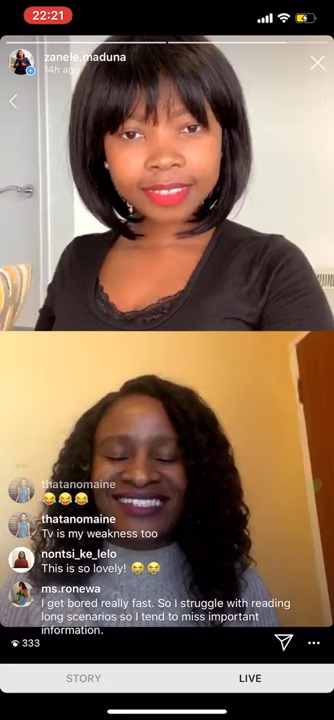 22:21
zanele.maduna
14h ago
thatanomaine
😂😂😂
thatanomaine
Tv is my weakness too
nontsi_ke_lelo
This is so lovely! 😭😭
ms.ronewa
I get bored really fast. So I struggle with reading
long scenarios so I tend to miss important
information.
333
STORY
LIVE